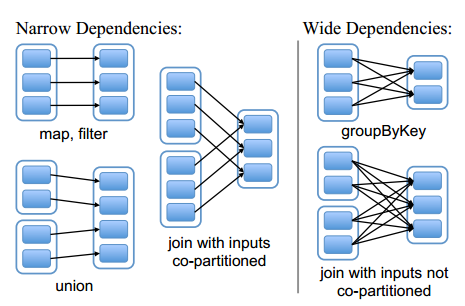 Narrow Dependencies:
Wide Dependencies:
map, filter
groupByKey
join with inputs
co-partitioned
union
join with inputs not
co-partitioned